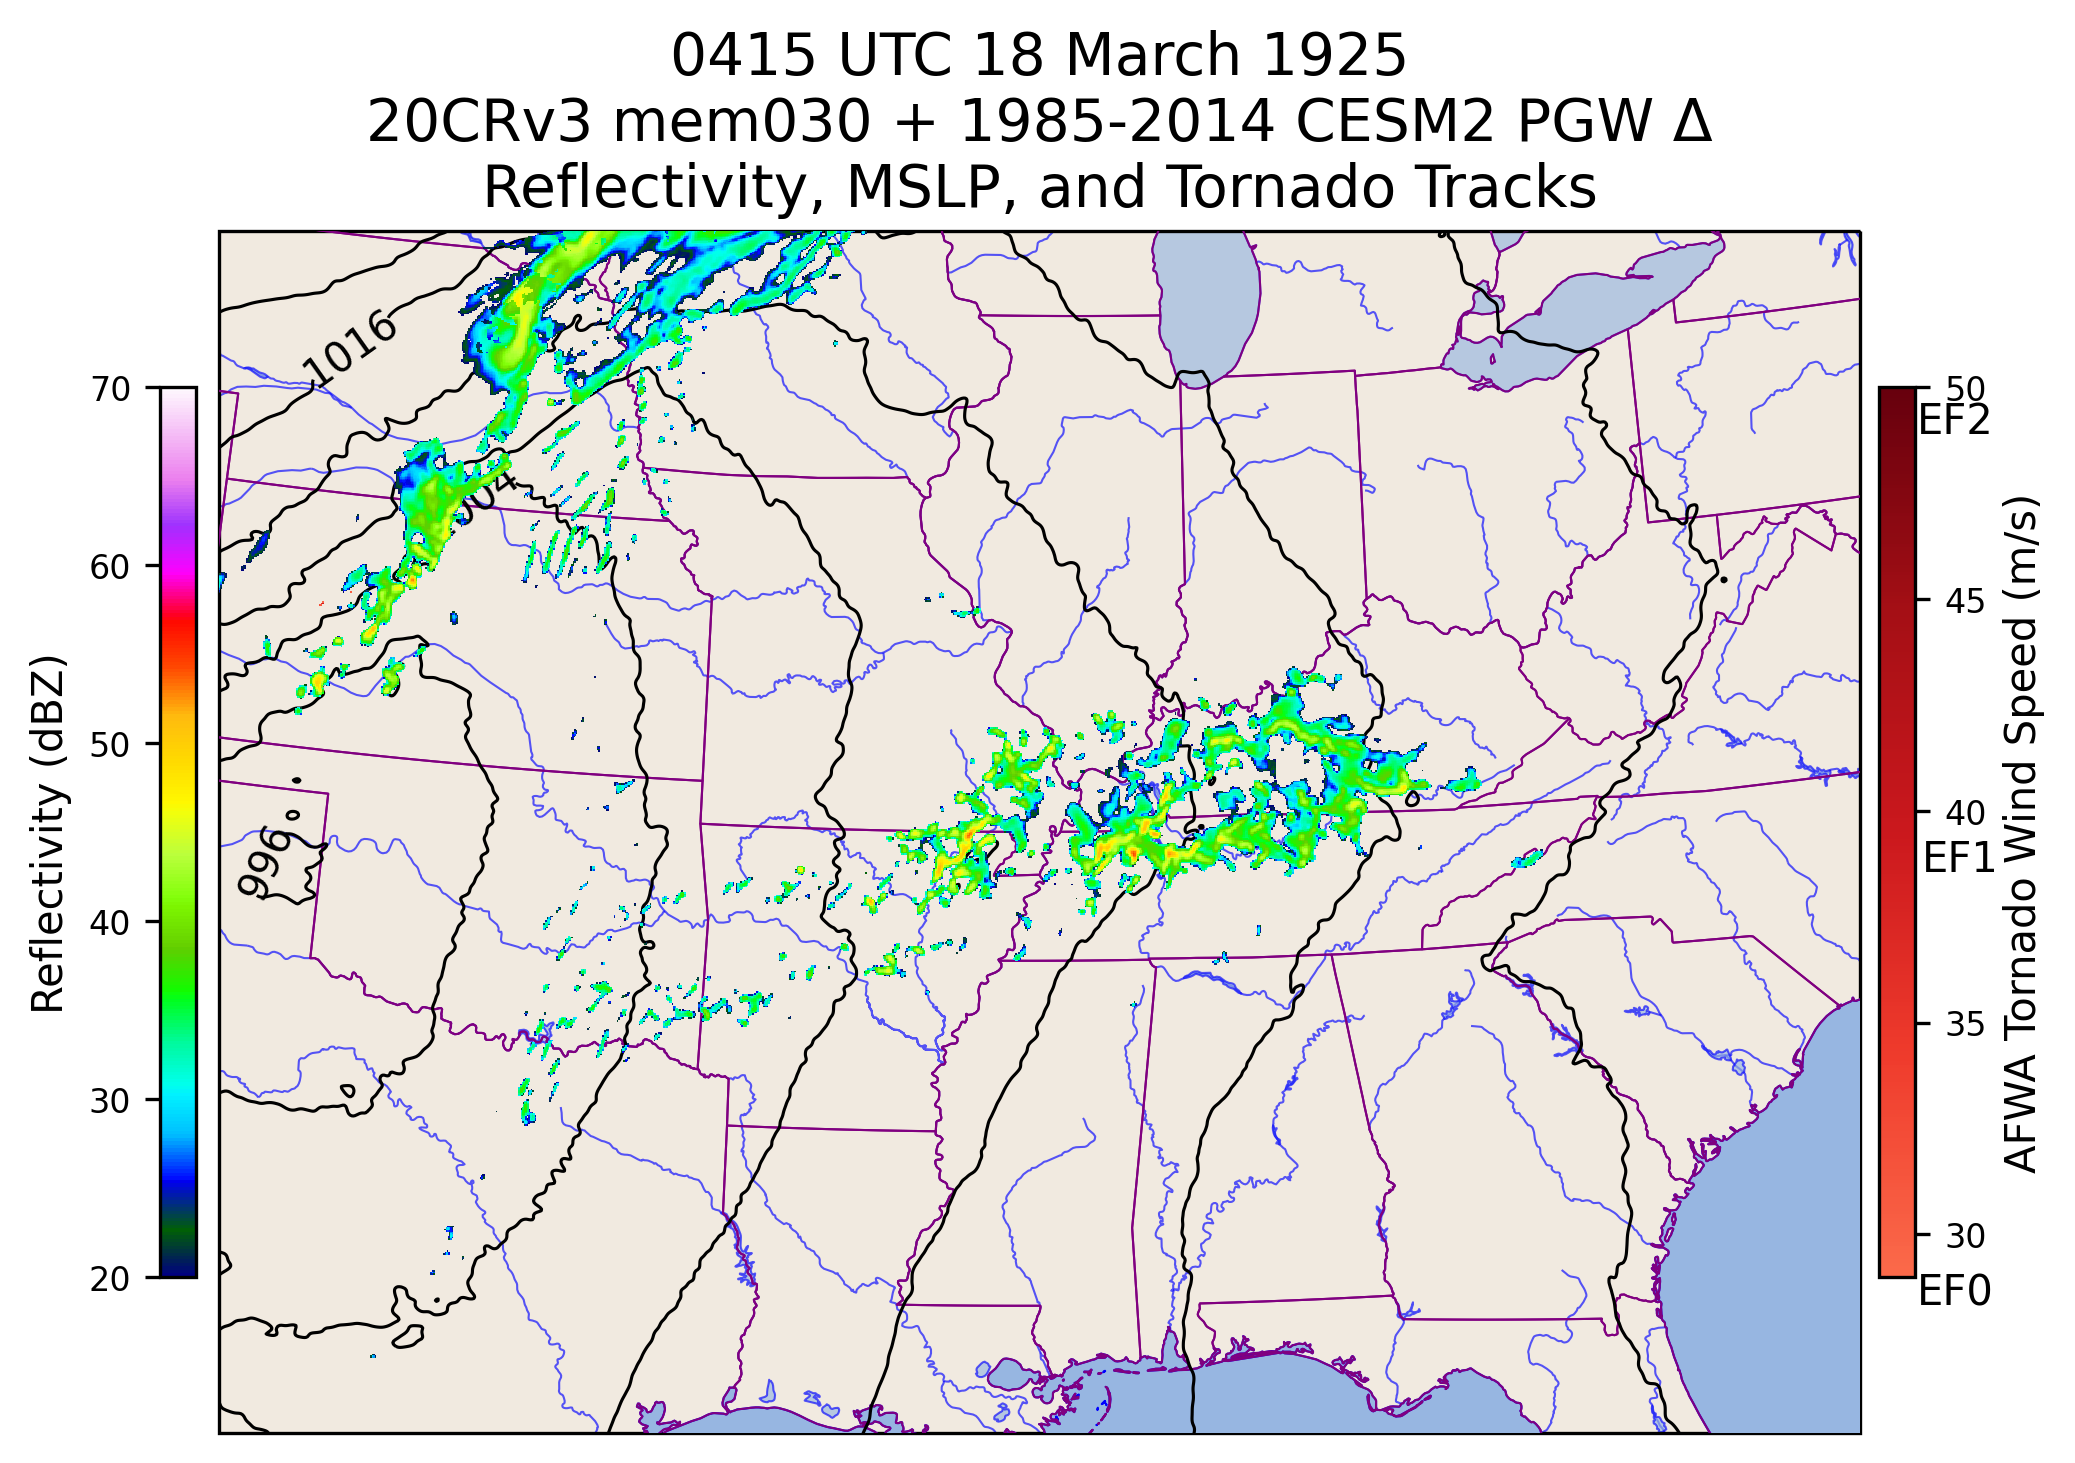 0415 UTC 18 March 1925
20CRv3 mem030 + 1985-2014 CESM2 PGW Δ
Reflectivity, MSLP, and Tornado Tracks
1016
996
70
60
50
40
30
20
Reflectivity (dBZ)
50
EF2
45
40
EF1
35
30
EF0
AFWA Tornado Wind Speed (m/s)